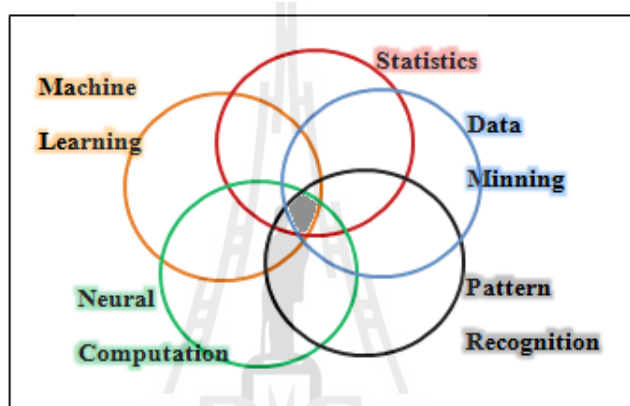 Statistics
Machine
Learning
Data
Minning
Neural
Computation
Pattern
Recognition